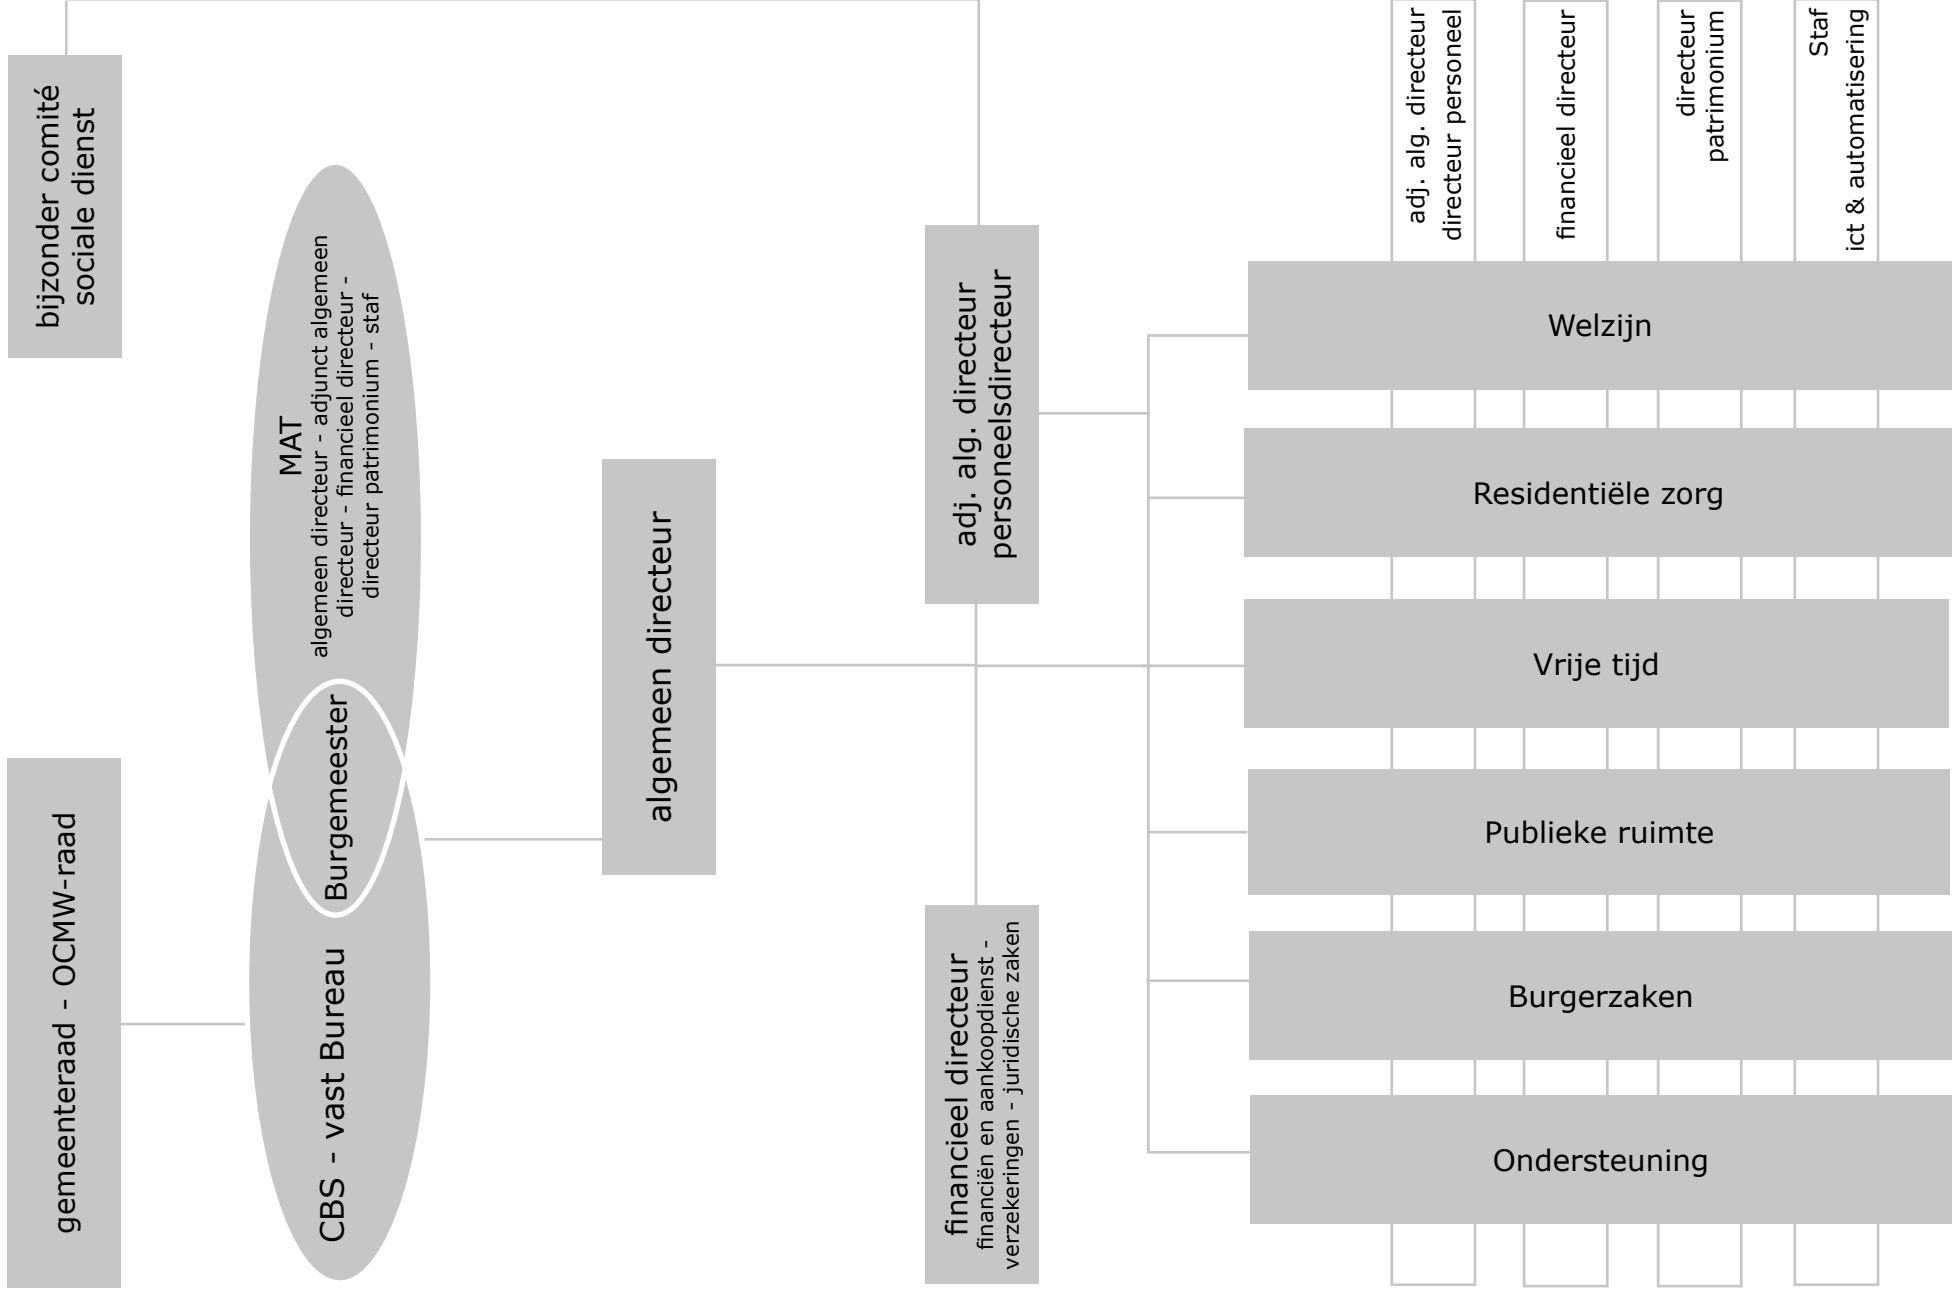 gemeenteraad - OCMW-raad
bijzonder comité
sociale dienst
CBS - vast Bureau
Burgemeester
MAT
algemeen directeur - adjunct algemeen
directeur - financieel directeur -
directeur patrimonium - staf
algemeen directeur
financieel directeur
financiën en aankoopdienst -
verzekeringen - juridische zaken
adj. alg. directeur
personeelsdirecteur
adj. alg. directeur
directeur personeel
financieel directeur
directeur
patrimonium
Staf
ict & automatisering
Welzijn
Residentiële zorg
Vrije tijd
Publieke ruimte
Burgerzaken
Ondersteuning